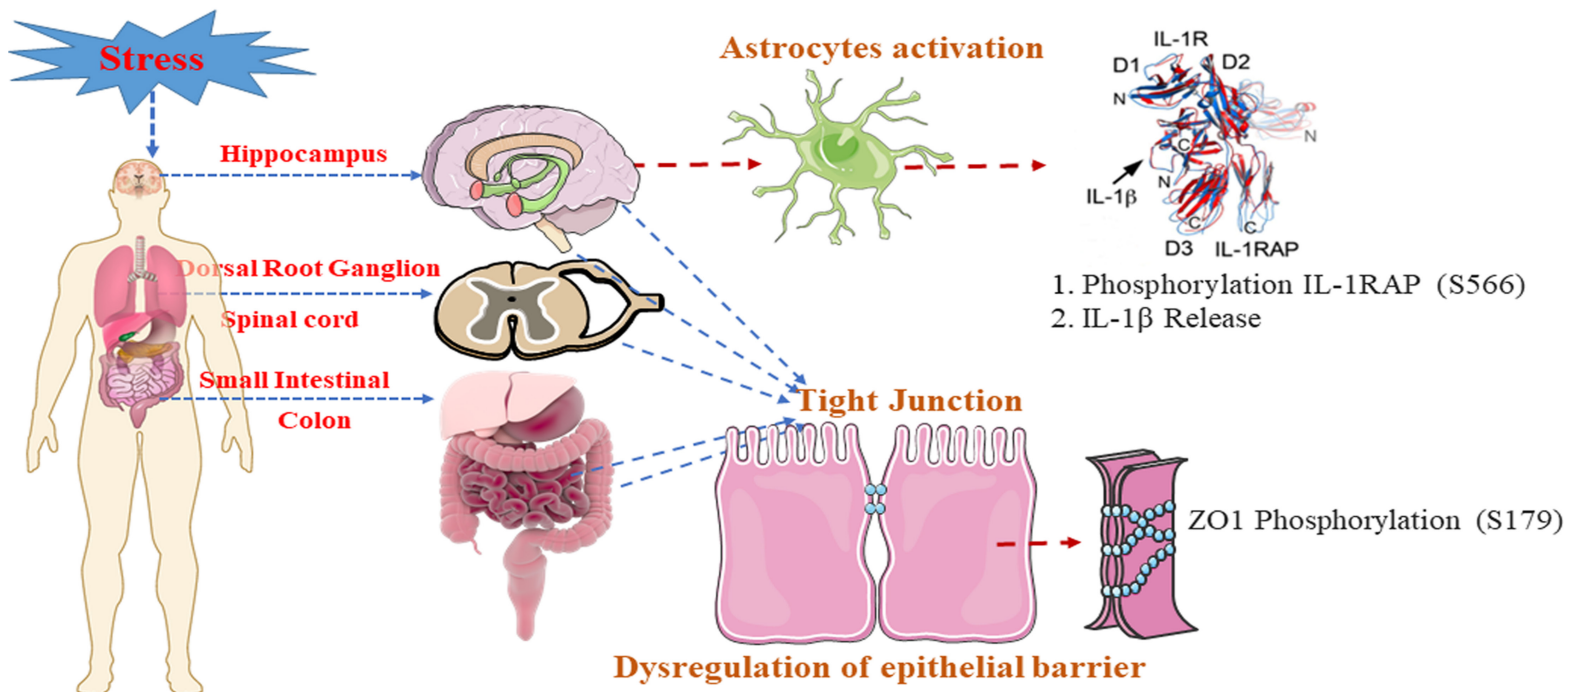 Stress
Astrocytes activation
IL-1R
D1
D2
N
N
C
N
IL-1β
C
C
D3
IL-1RAP
Hippocampus
Dorsal Root Ganglion
Spinal cord
1. Phosphorylation IL-1RAP (S566)
2. IL-1β Release
Small Intestinal
Colon
Tight Junction
ZO1 Phosphorylation (S179)
Dysregulation of epithelial barrier